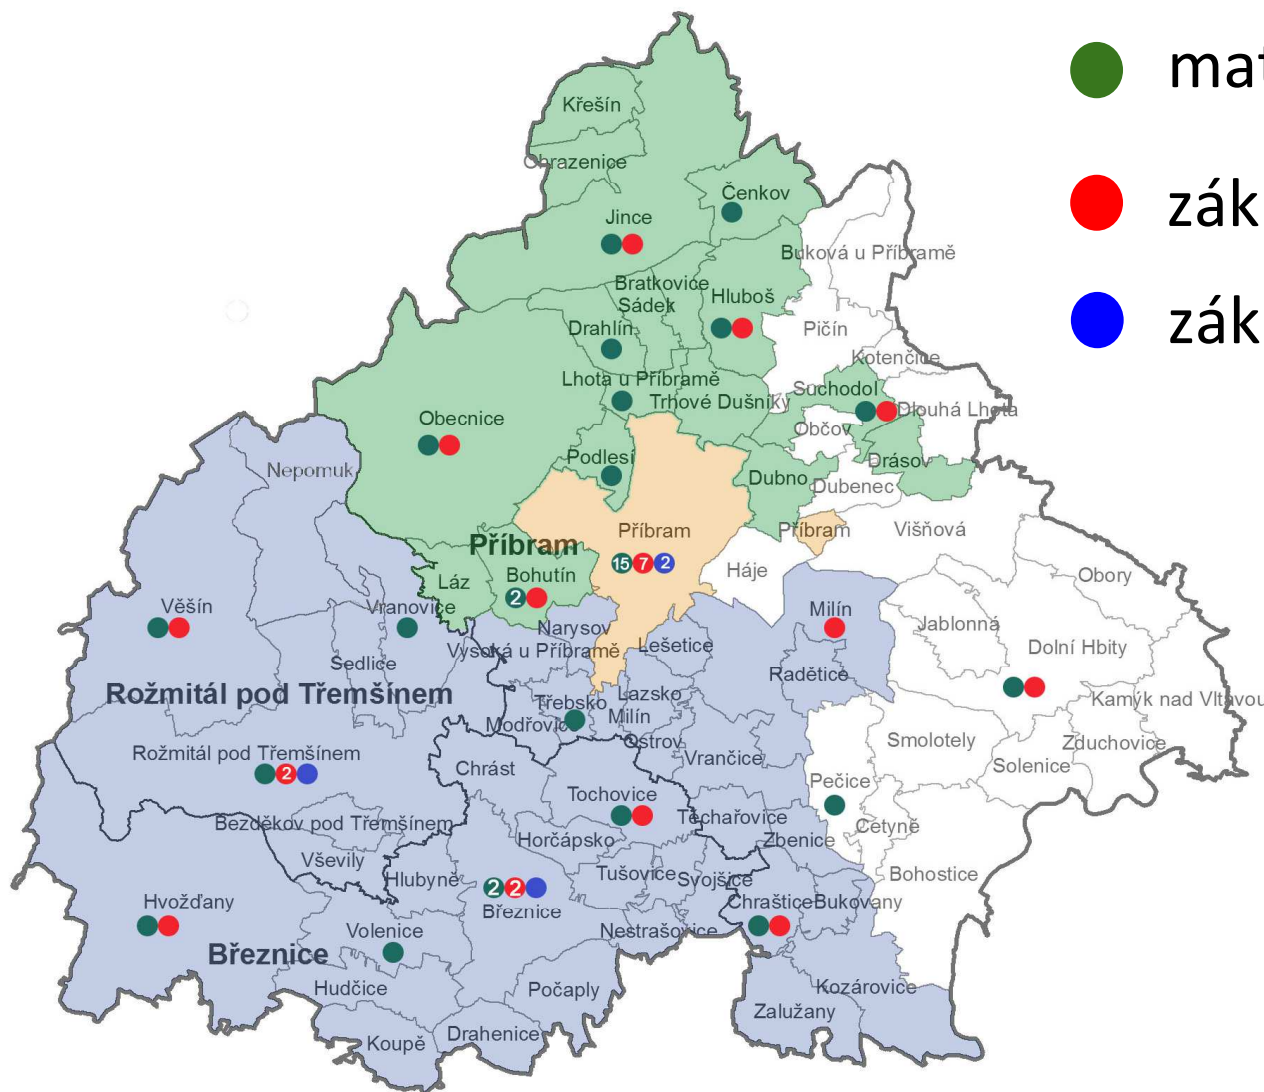 mat
zák
zák
Křešín
Ohrazenice
Čenkov
Jince
Buková u Příbramě
Bratkovice
Sádek
Hluboš
Drahlín
Pičín
Kotenčice
Lhota u Příbramě
Trhové Dušníky
Suchodol
Dlouhá Lhota
Obecnice
Občov
Podlesí
Drásov
Nepomuk
Dubno
Dubenec
Příbram
Příbram
Příbram
Višňová
15 7 2
Háje
Láz
Bohutín
2
Obory
Věšín
Vranovice
Narysov
Milín
Jablonná
Vysoká u Příbramě
Lešetice
Dolní Hbity
Sedlice
Radětice
Rožmitál pod Třemšínem
Třebsko
Lazsko
Kamýk nad Vltavou
Modřovice
Milín
Ostrov
Smolotely
Zduchovice
Rožmitál pod Třemšínem
2
Chrást
Vrančice
Solenice
Pečice
Tochovice
Bezděkov pod Třemšínem
Těchařovice
Cetyně
Horčápsko
Zbenice
Vševily
Hlubyně
Tušovice
Svojšice
Bohostice
2 2
Březnice
Hvožďany
Chraštice
Bukovany
Volenice
Nestrašovice
Březnice
Hudčice
Počaply
Kozárovice
Zalužany
Koupě
Drahenice